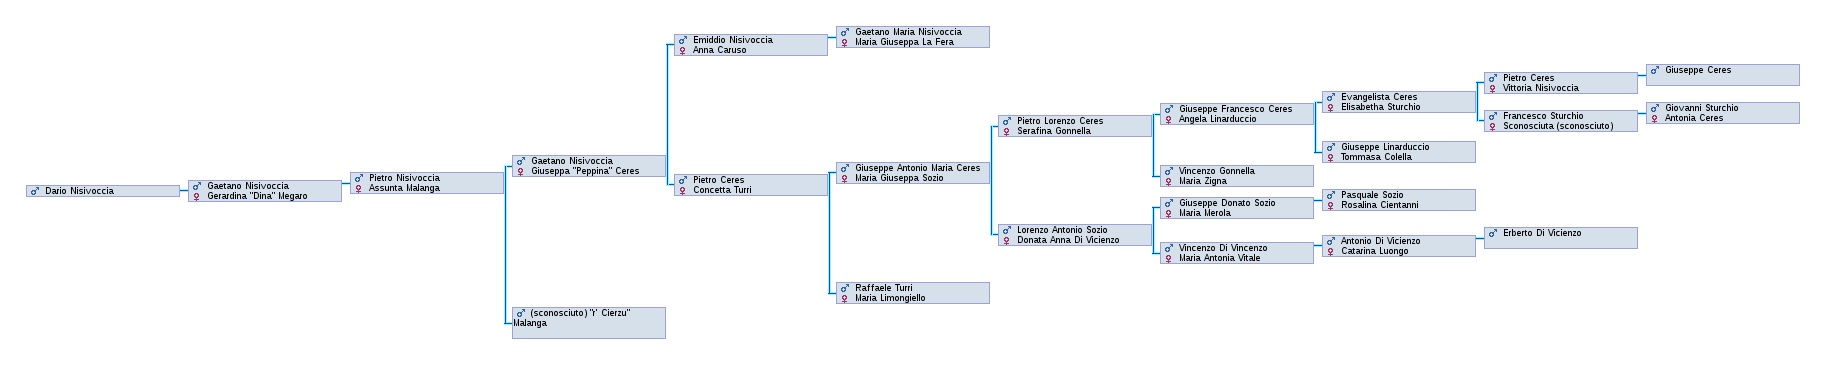 Dario Nisivoccia
Gaetano Nisivoccia
Gerardina "Dina" Megaro
Pietro Nisivoccia
Assunta Malanga
Gaetano Nisivoccia
Giuseppa "Peppina" Ceres
(sconosciuto) "r' Cierzu"
Malanga
Emiddio Nisivoccia
Anna Caruso
Pietro Ceres
Concetta Turri
Gaetano Maria Nisivoccia
Maria Giuseppa La Fera
Giuseppe Antonio Maria Ceres
Maria Giuseppa Sozio
Raffaele Turri
Maria Limongiello
Pietro Lorenzo Ceres
Serafina Gonnella
Lorenzo Antonio Sozio
Donata Anna Di Vicienzo
Giuseppe Francesco Ceres
Angela Linarduccio
Vincenzo Gonnella
Maria Zigna
Giuseppe Donato Sozio
Maria Merola
Vincenzo Di Vincenzo
Maria Antonia Vitale
Evangelista Ceres
Elisabetha Sturchio
Giuseppe Linarduccio
Tommasa Colella
Pasquale Sozio
Rosalina Cientanni
Antonio Di Vicienzo
Catarina Luongo
Pietro Ceres
Vittoria Nisivoccia
Francesco Sturchio
Sconosciuta (sconosciuto)
Erberto Di Vicienzo
Giuseppe Ceres
Giovanni Sturchio
Antonia Ceres